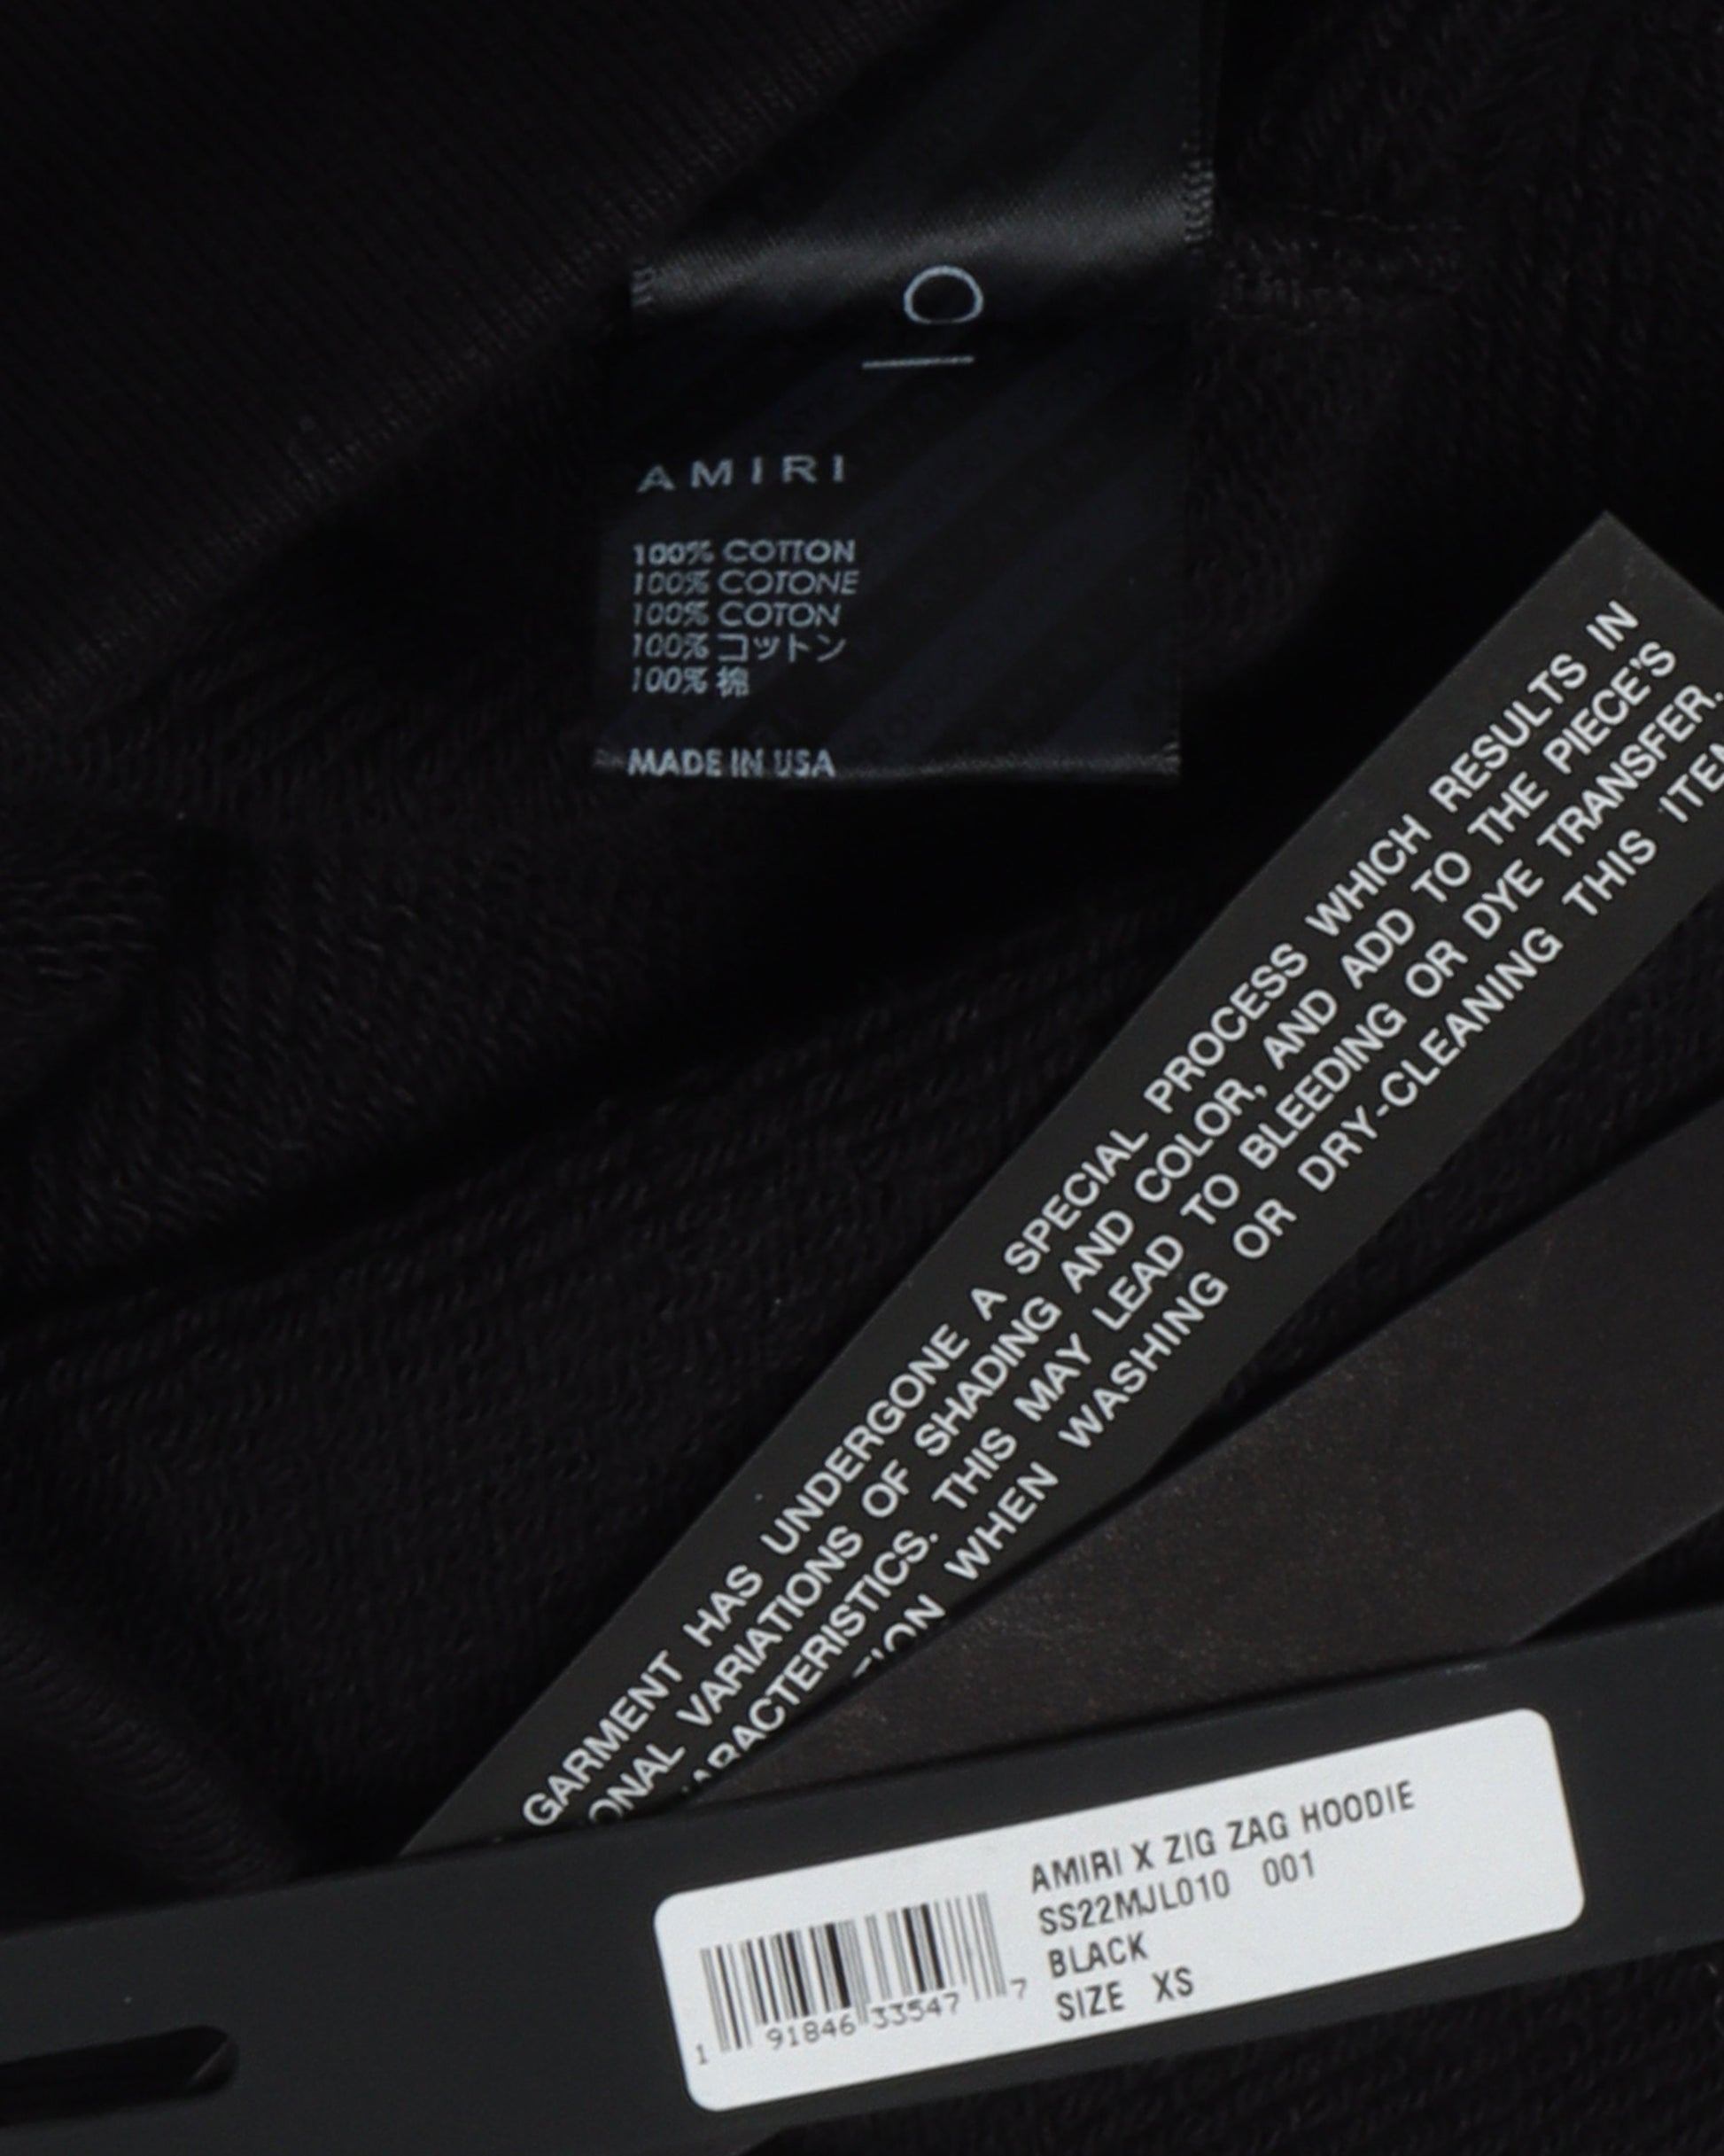 AMIRI
100% COTTON
100% COTONE
100% COTON
100% コットン
100% 棉
MADE IN USA
GARMENT HAS UNDERGONE A SPECIAL PROCESS WHICH RESULTS IN
VARIATIONS OF SHADING AND COLOR, AND ADD TO THE PIECE'S
THIS MAY LEAD TO BLEEDING OR DYE TRANSFER.
WHEN WASHING OR DRY-CLEANING THIS
AMIRI X ZIG ZAG HOODIE
SS22MJL010 001
BLACK
SIZE XS
1 91846 33547 7